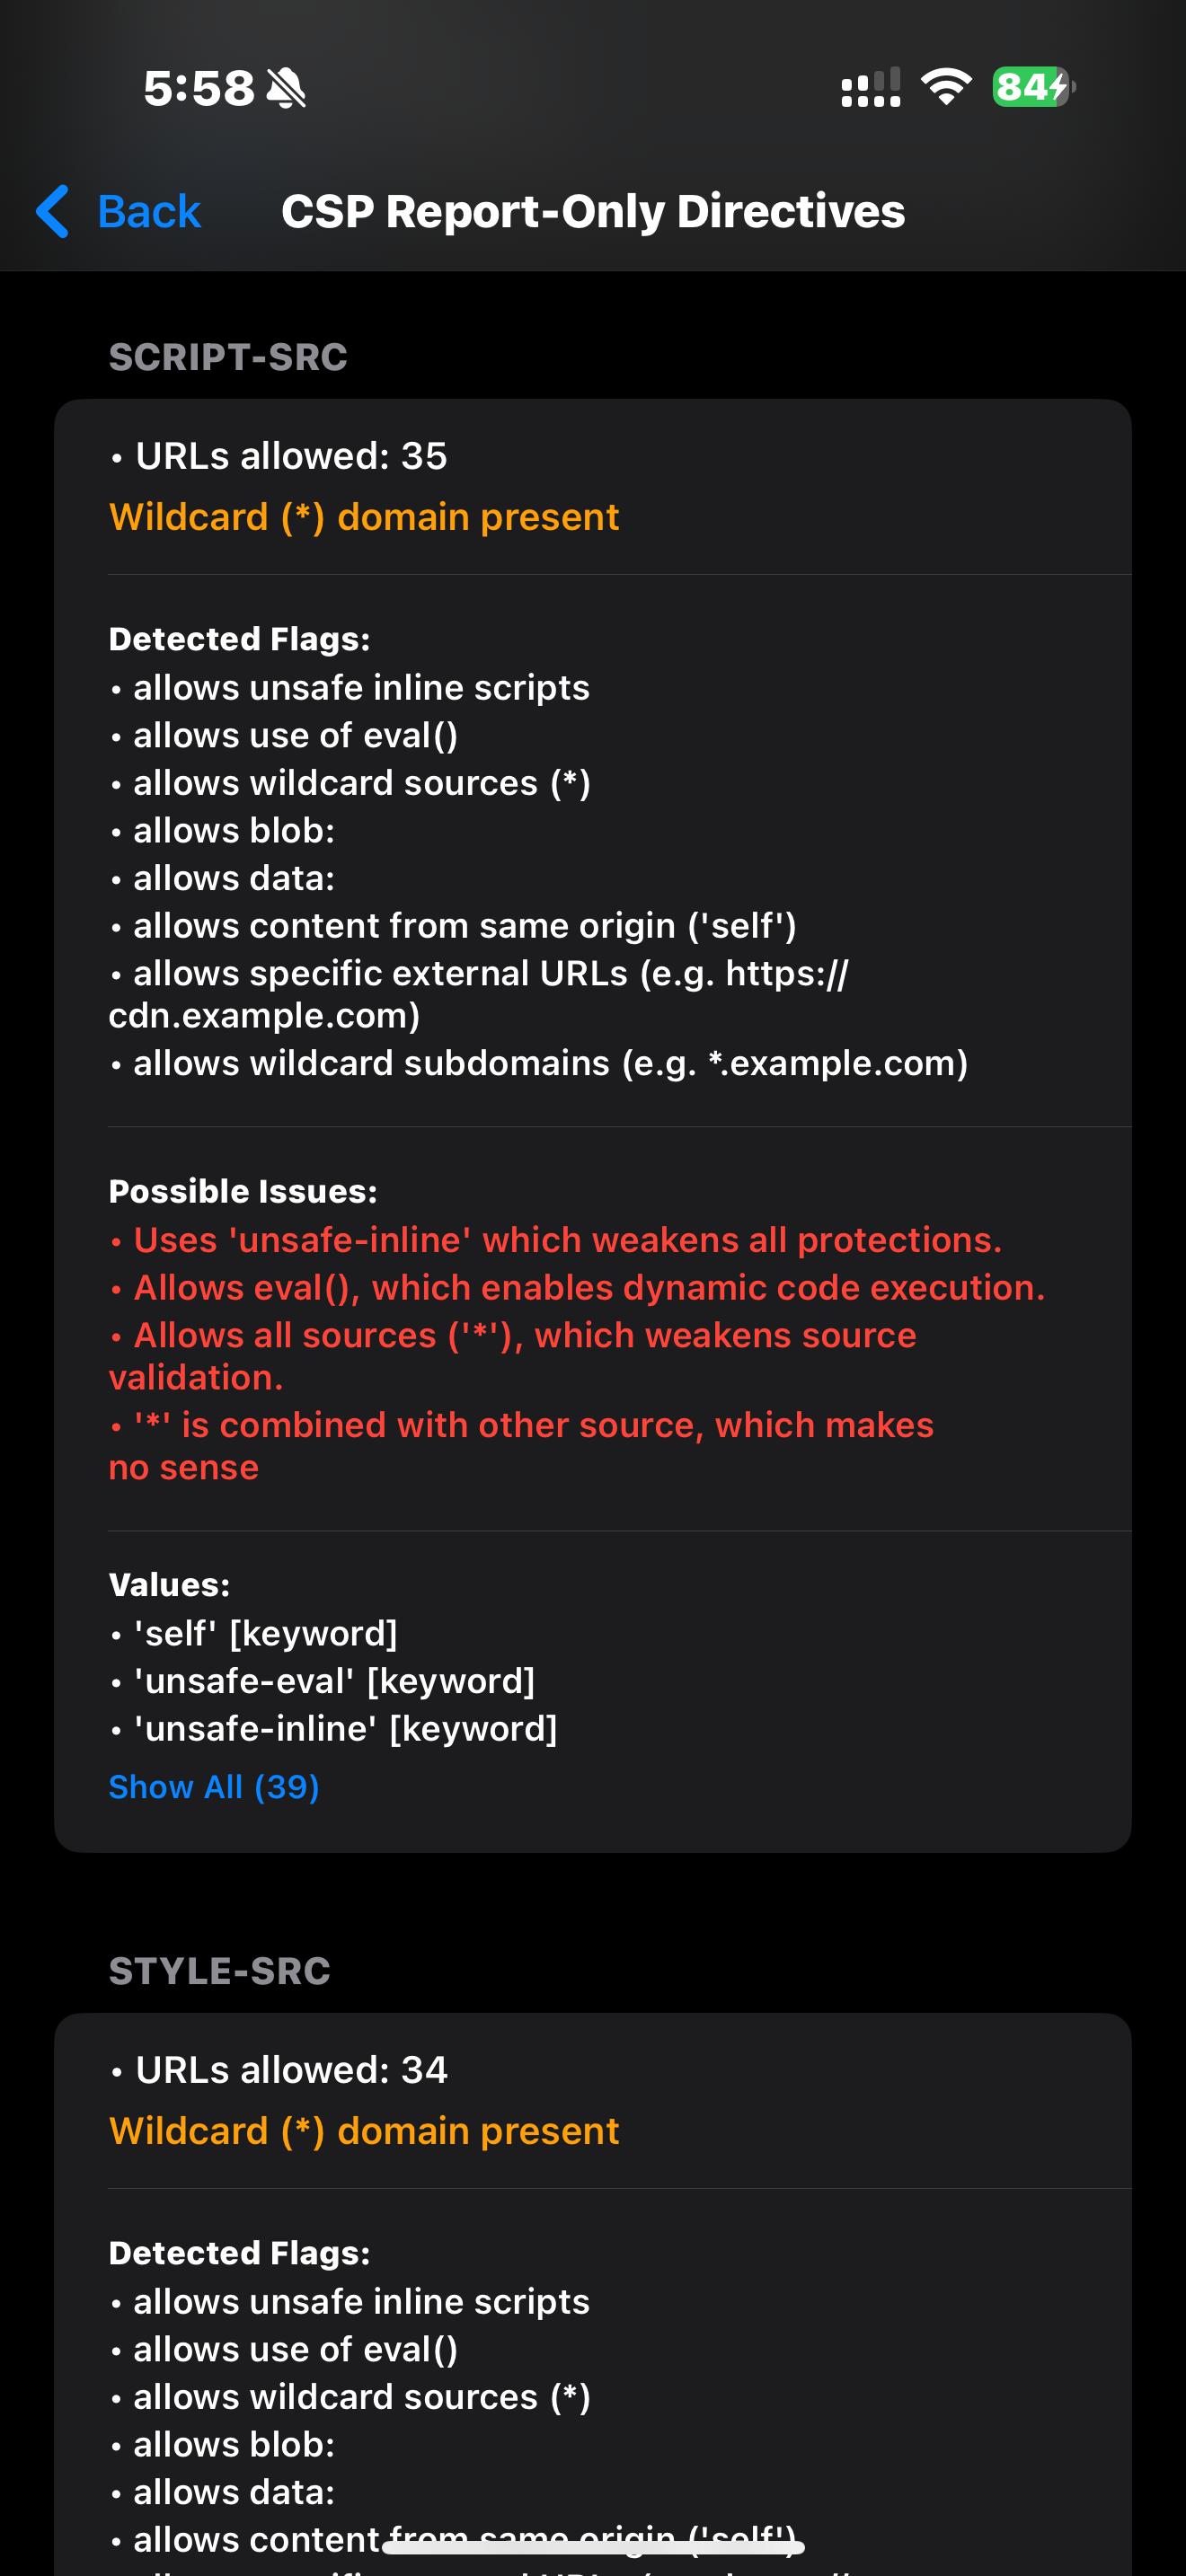 5:58
84
Back
CSP Report-Only Directives
SCRIPT-SRC
• URLs allowed: 35
Wildcard (*) domain present
Detected Flags:
• allows unsafe inline scripts
• allows use of eval()
• allows wildcard sources (*)
• allows blob:
• allows data:
• allows content from same origin ('self')
• allows specific external URLs (e.g. https://
cdn.example.com)
• allows wildcard subdomains (e.g. *.example.com)
Possible Issues:
• Uses 'unsafe-inline' which weakens all protections.
• Allows eval(), which enables dynamic code execution.
• Allows all sources ('*'), which weakens source
validation.
• '*' is combined with other source, which makes
no sense
Values:
• 'self' [keyword]
• 'unsafe-eval' [keyword]
• 'unsafe-inline' [keyword]
Show All (39)
STYLE-SRC
• URLs allowed: 34
Wildcard (*) domain present
Detected Flags:
• allows unsafe inline scripts
• allows use of eval()
• allows wildcard sources (*)
• allows blob:
• allows data:
• allows content from same origin ('self')